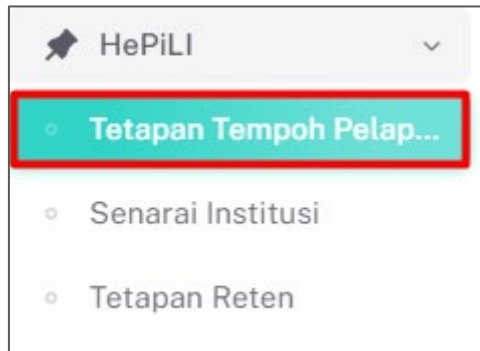 HePiLI
Tetapan Tempoh Pelap...
Senarai Institusi
Tetapan Reten